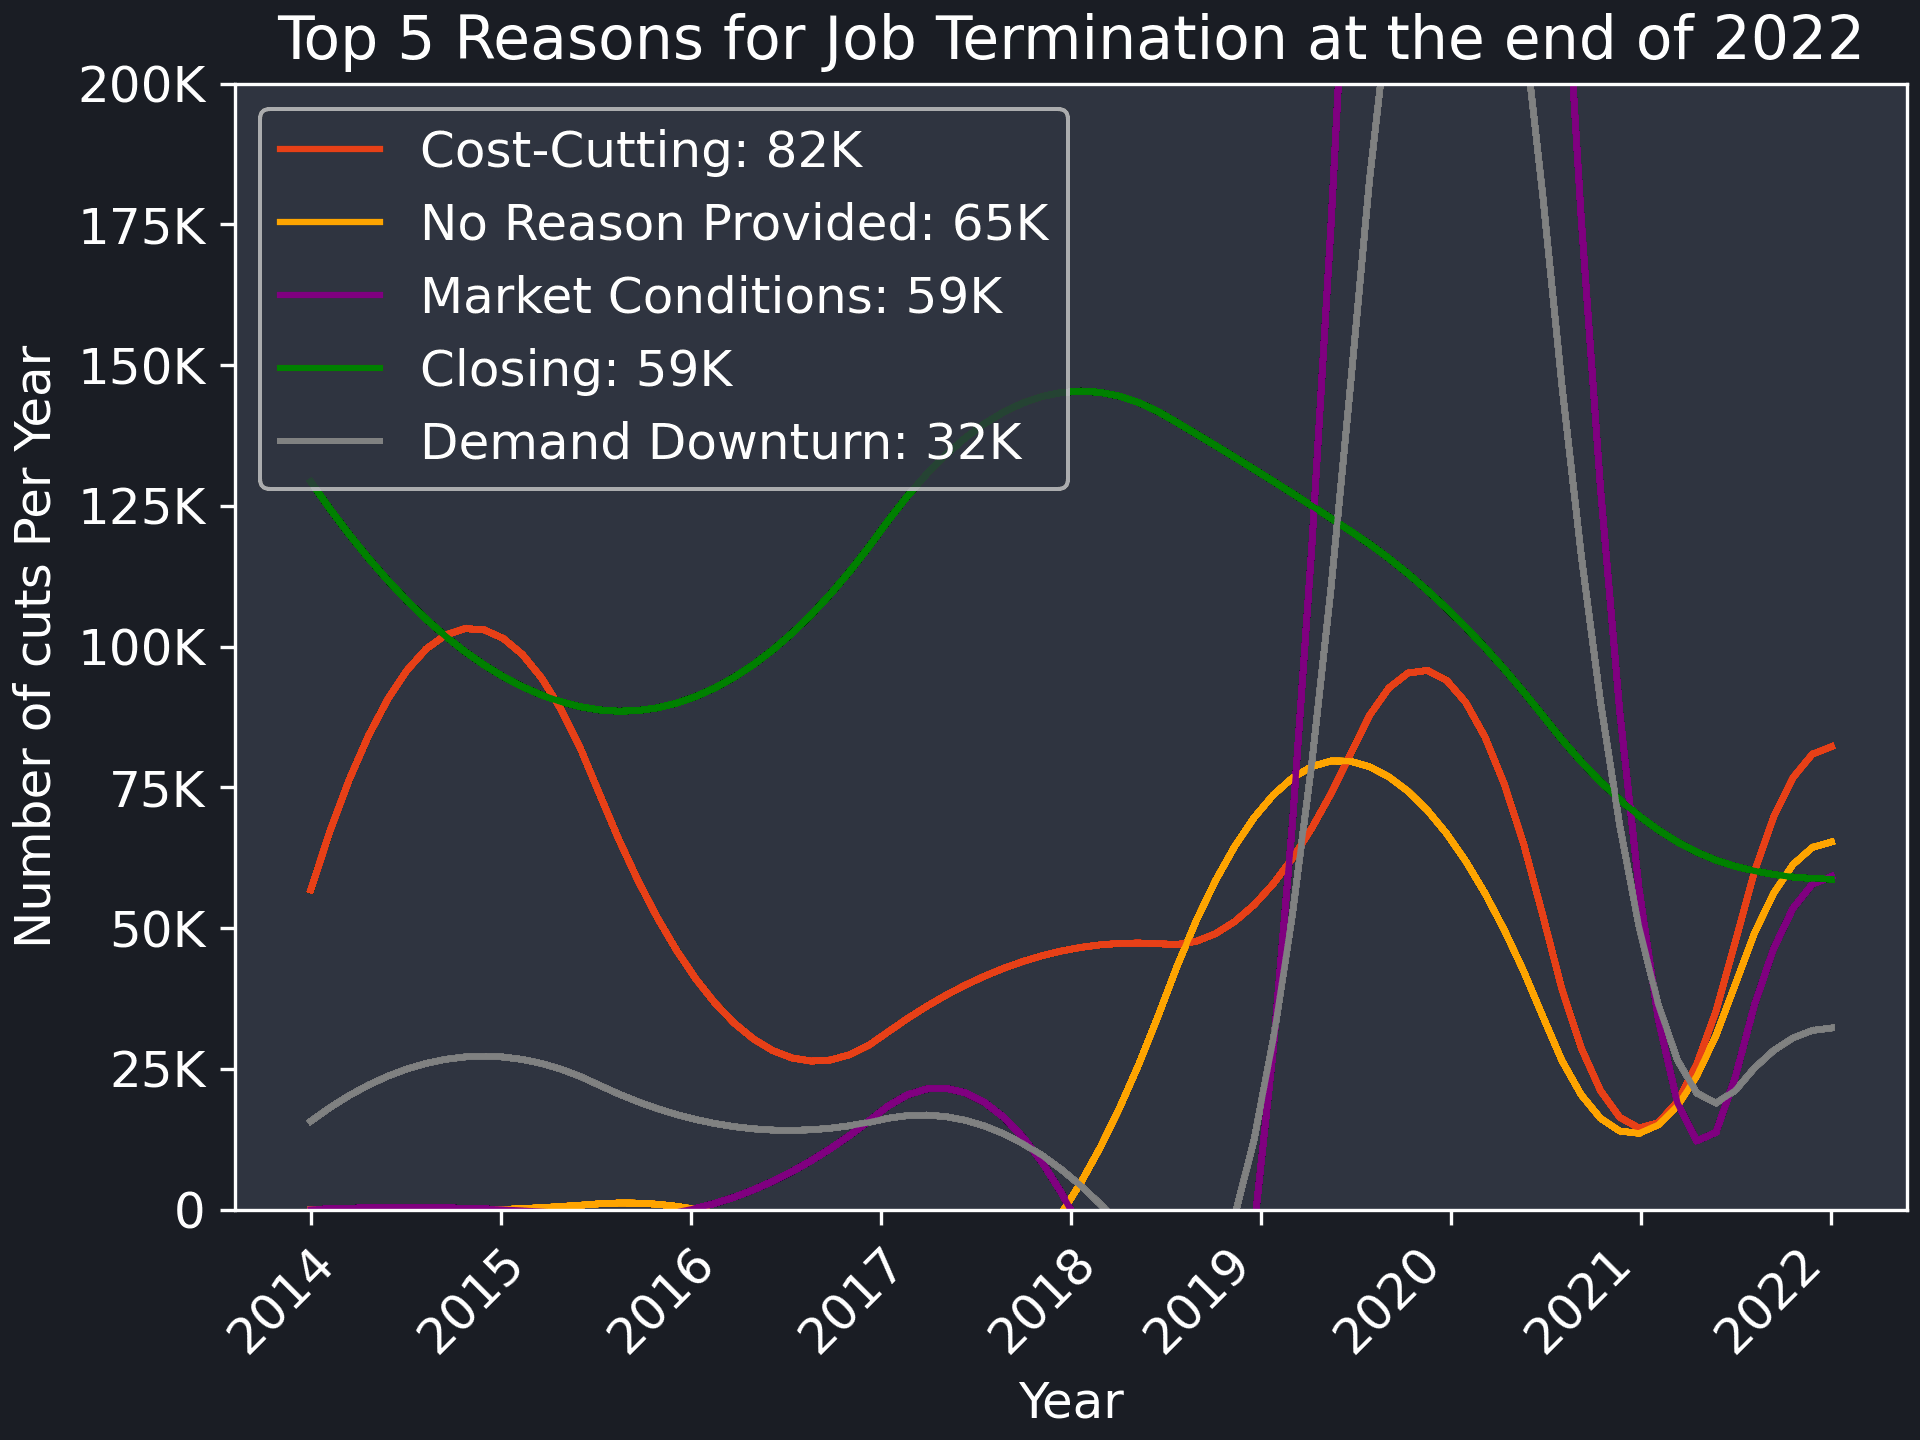 Top 5 Reasons for Job Termination at the end of 2022
200K
175K
150K
125K
100K
75K
50K
25K
0
Number of cuts Per Year
Cost-Cutting: 82K
No Reason Provided: 65K
Market Conditions: 59K
Closing: 59K
Demand Downturn: 32K
2014
2015
2016
2017
2018
2019
2020
2021
2022
Year